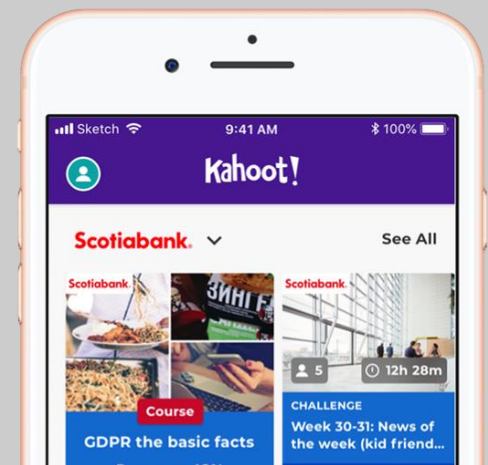 Sketch
9:41 AM
100%
Kahoot!
Scotiabank.
See All
Scotiabank.
ЗИНГЕ
Scotiabank.
5
12h 28m
Course
CHALLENGE
GDPR the basic facts
Week 30-31: News of
the week (kid friend...